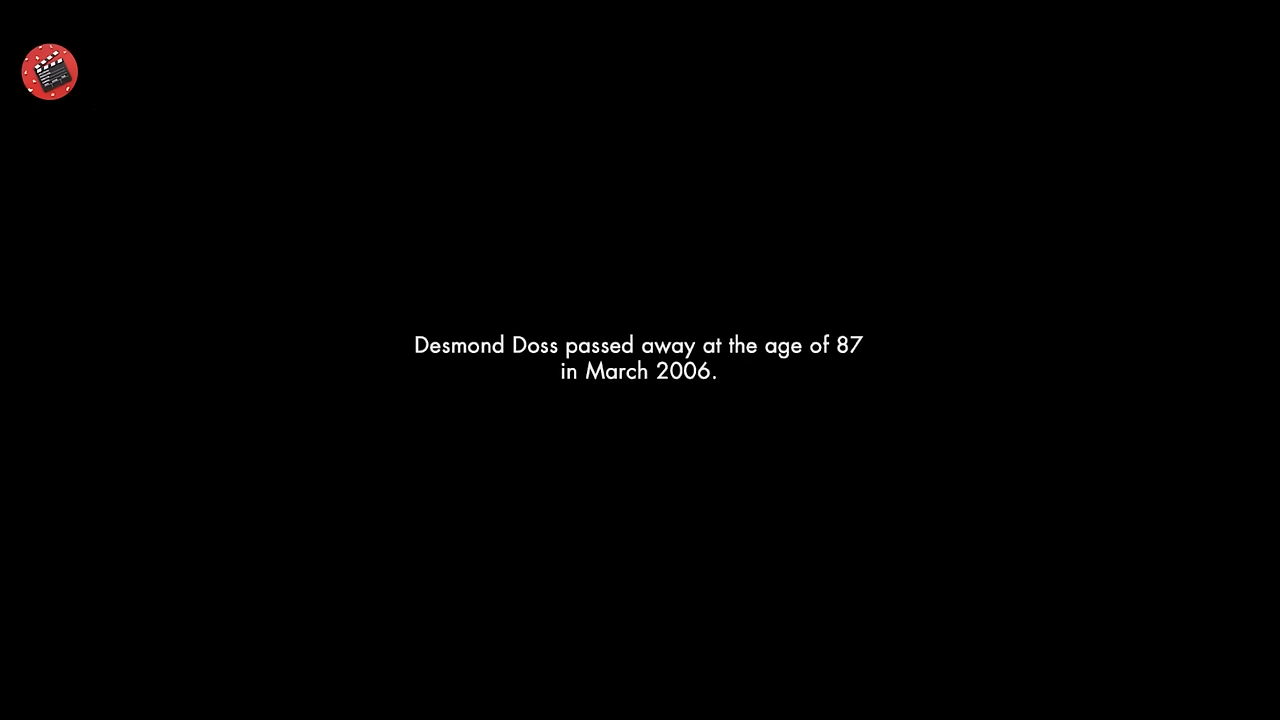 Desmond Doss passed away at the age of 87
in March 2006.